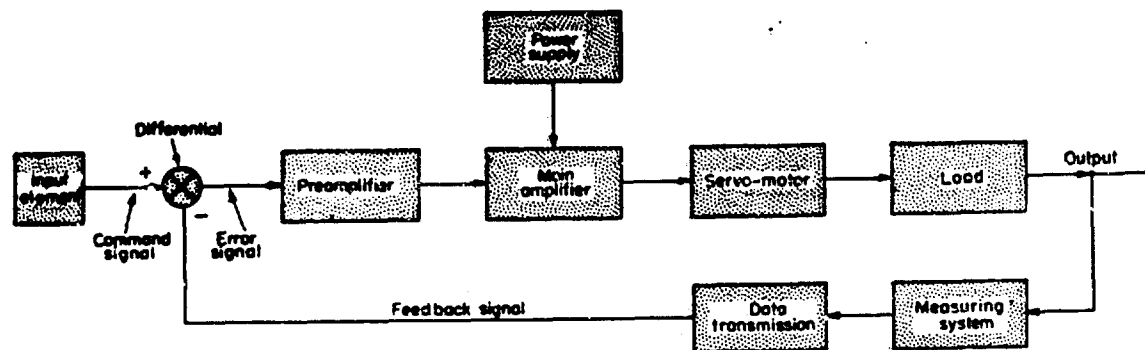 Power
supply
Differential
Input
element
+
−
Command
signal
Error
signal
Preamplifier
Main
amplifier
Servo-motor
Load
Output
Feedback signal
Data
transmission
Measuring
system